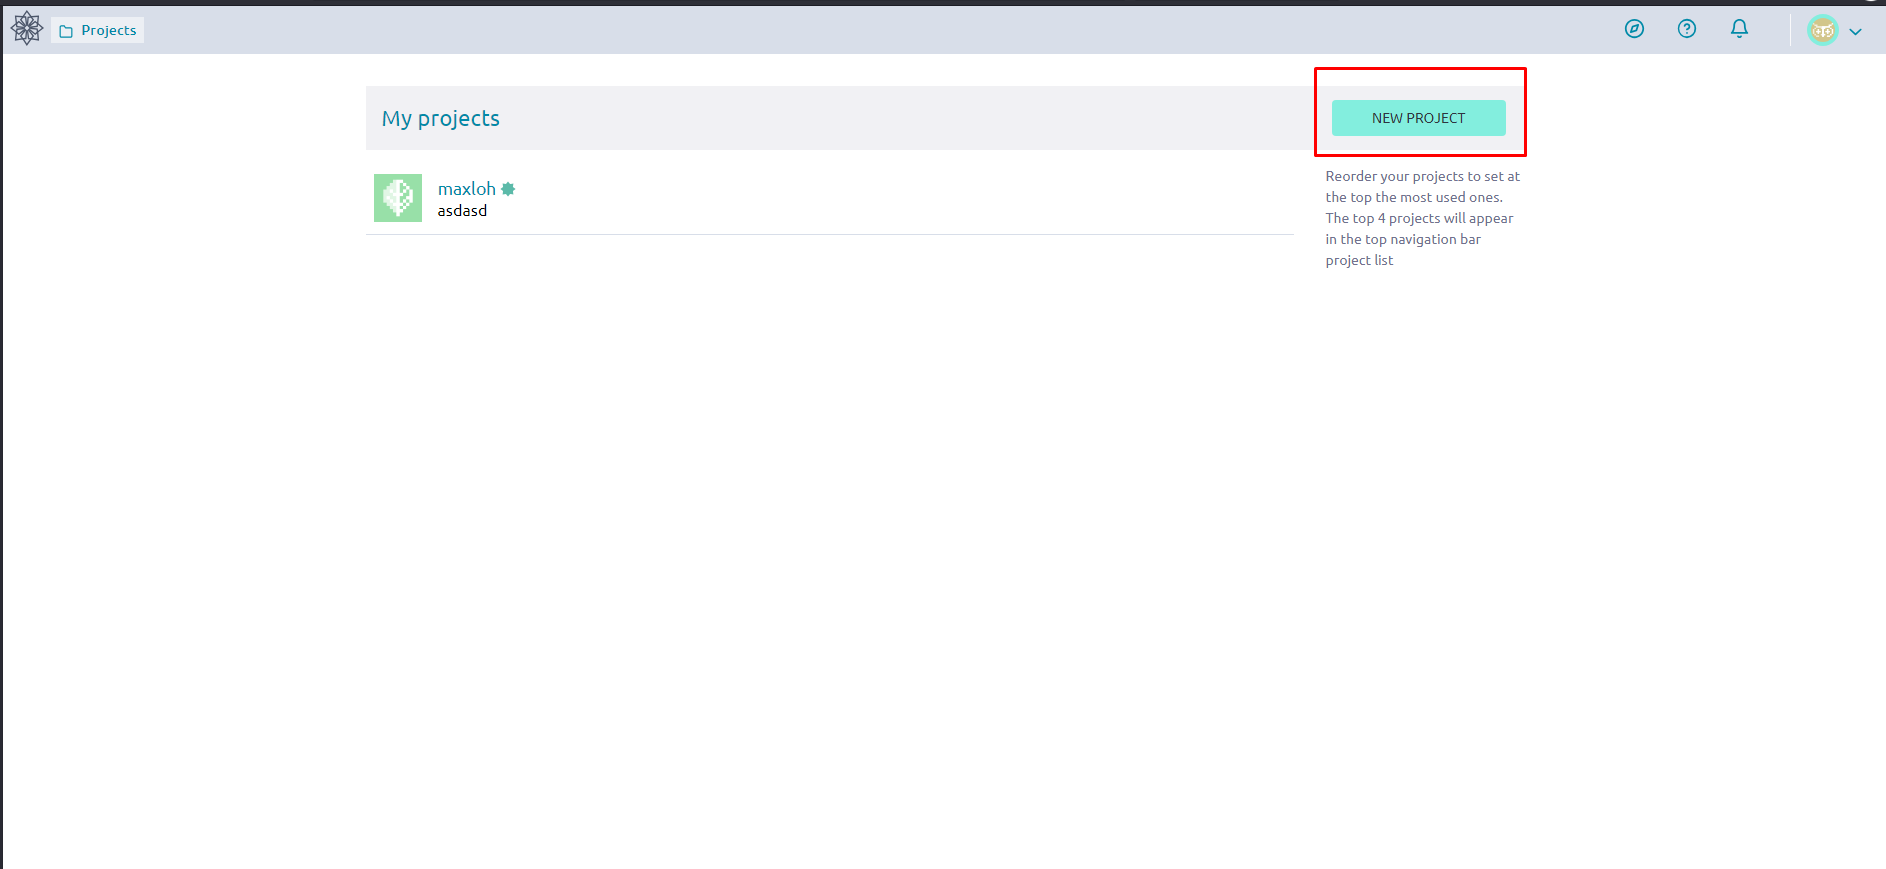 Projects
My projects
NEW PROJECT
maxloh
asdasd
Reorder your projects to set at
the top the most used ones.
The top 4 projects will appear
in the top navigation bar
project list